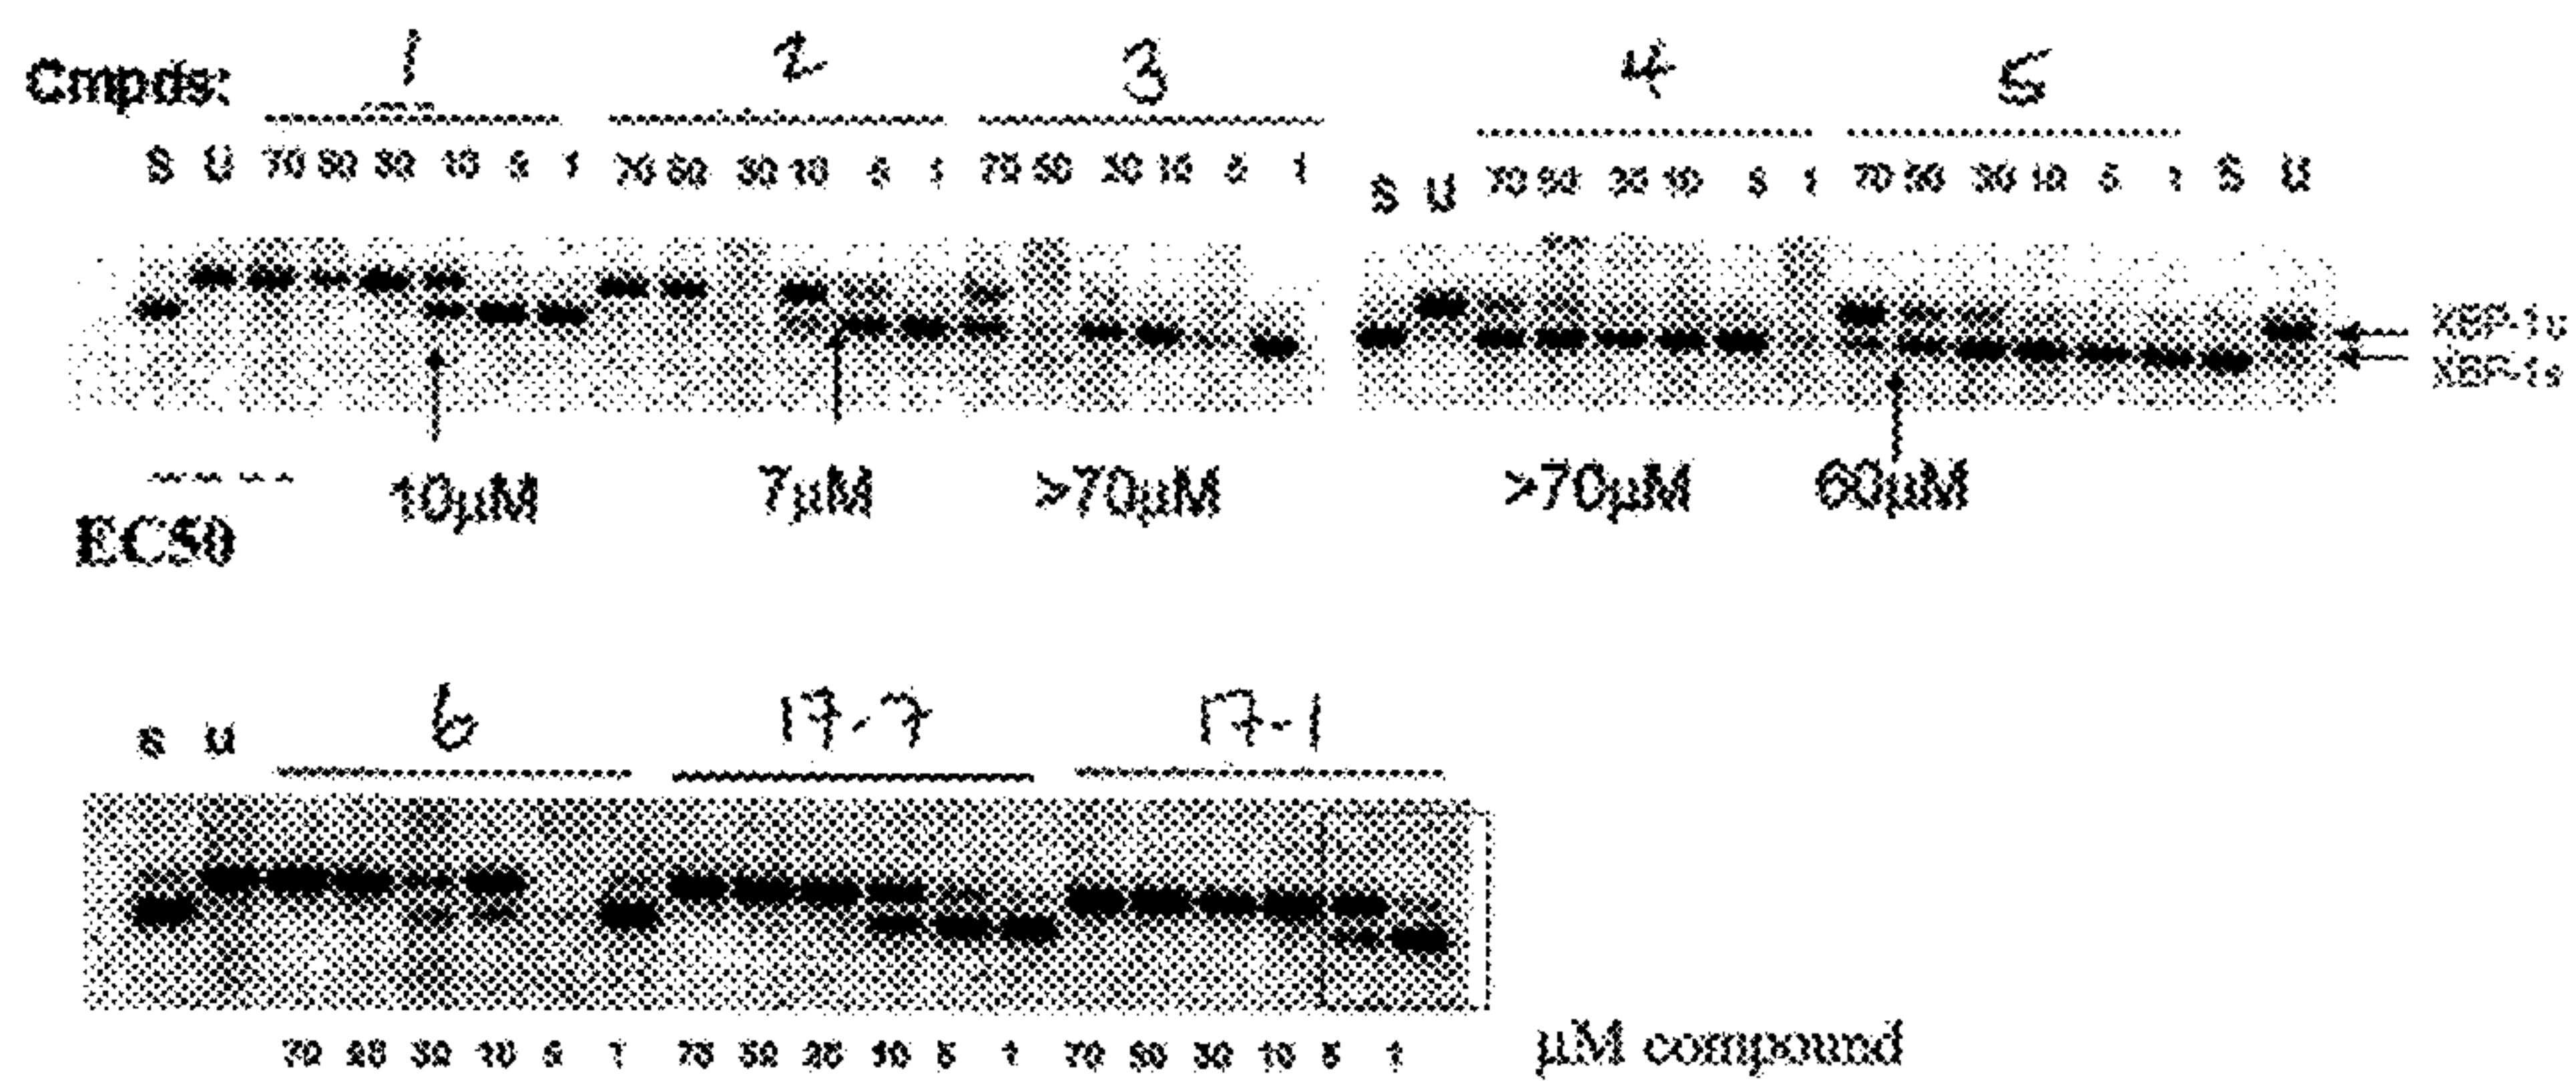 Cmpds: 1 2 3 4 5
S U 70 50 30 10 5 1 70 50 30 10 5 1 70 50 30 10 5 1 S U 70 50 30 10 5 1 70 50 30 10 5 1 S U
XBP-1u
XBP-1s
10µM 7µM >70µM >70µM 60µM
EC50
S U 6 17-7 17-1
70 50 30 10 5 1 70 50 30 10 5 1 70 50 30 10 5 1 µM compound